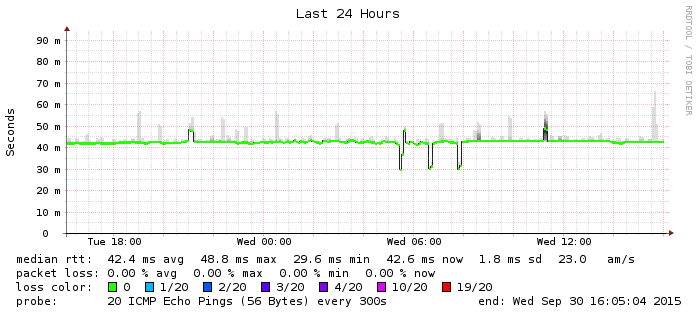 Last 24 Hours
RRDTOOL / TOBI OETIKER
Seconds
90 m
80 m
70 m
60 m
50 m
40 m
30 m
20 m
10 m
0
Tue 18:00 Wed 00:00 Wed 06:00 Wed 12:00
median rtt: 42.4 ms avg 48.8 ms max 29.6 ms min 42.6 ms now 1.8 ms sd 23.0 am/s
packet loss: 0.00 % avg 0.00 % max 0.00 % min 0.00 % now
loss color: 0 1/20 2/20 3/20 4/20 10/20 19/20
probe: 20 ICMP Echo Pings (56 Bytes) every 300s end: Wed Sep 30 16:05:04 2015